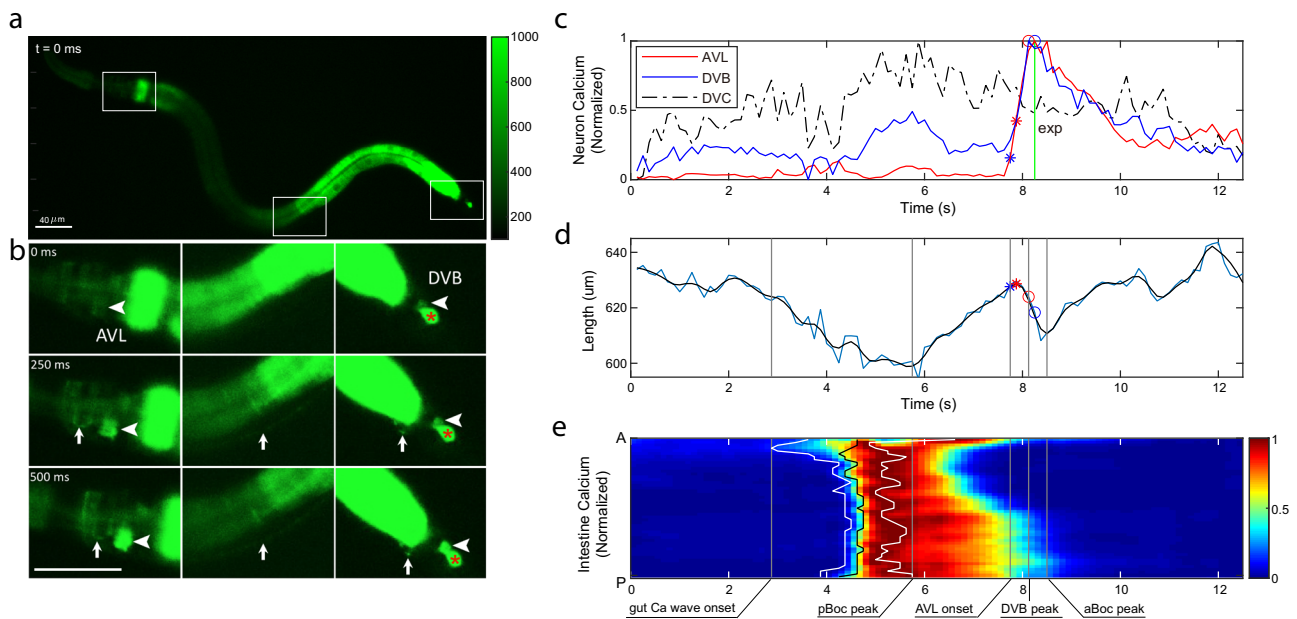 a
t = 0 ms
40 μm
1000
800
600
400
200
b
0 ms
AVL
DVB
*
250 ms
*
500 ms
*
c
Neuron Calcium
(Normalized)
1
0.5
0
AVL
DVB
DVC
exp
0 2 4 6 8 10 12
Time (s)
d
Length (um)
640
620
600
0 2 4 6 8 10 12
Time (s)
e
Intestine Calcium
(Normalized)
A
P
0 2 4 6 8 10 12
1
0.5
0
gut Ca wave onset
pBoc peak
AVL onset
DVB peak
aBoc peak